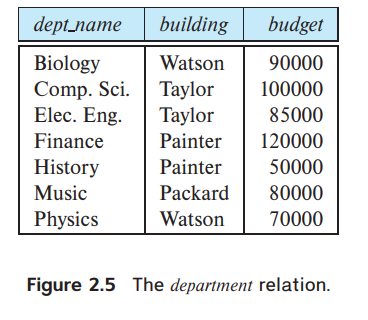 dept_name building budget
Biology Watson 90000
Comp. Sci. Taylor 100000
Elec. Eng. Taylor 85000
Finance Painter 120000
History Painter 50000
Music Packard 80000
Physics Watson 70000
Figure 2.5 The department relation.